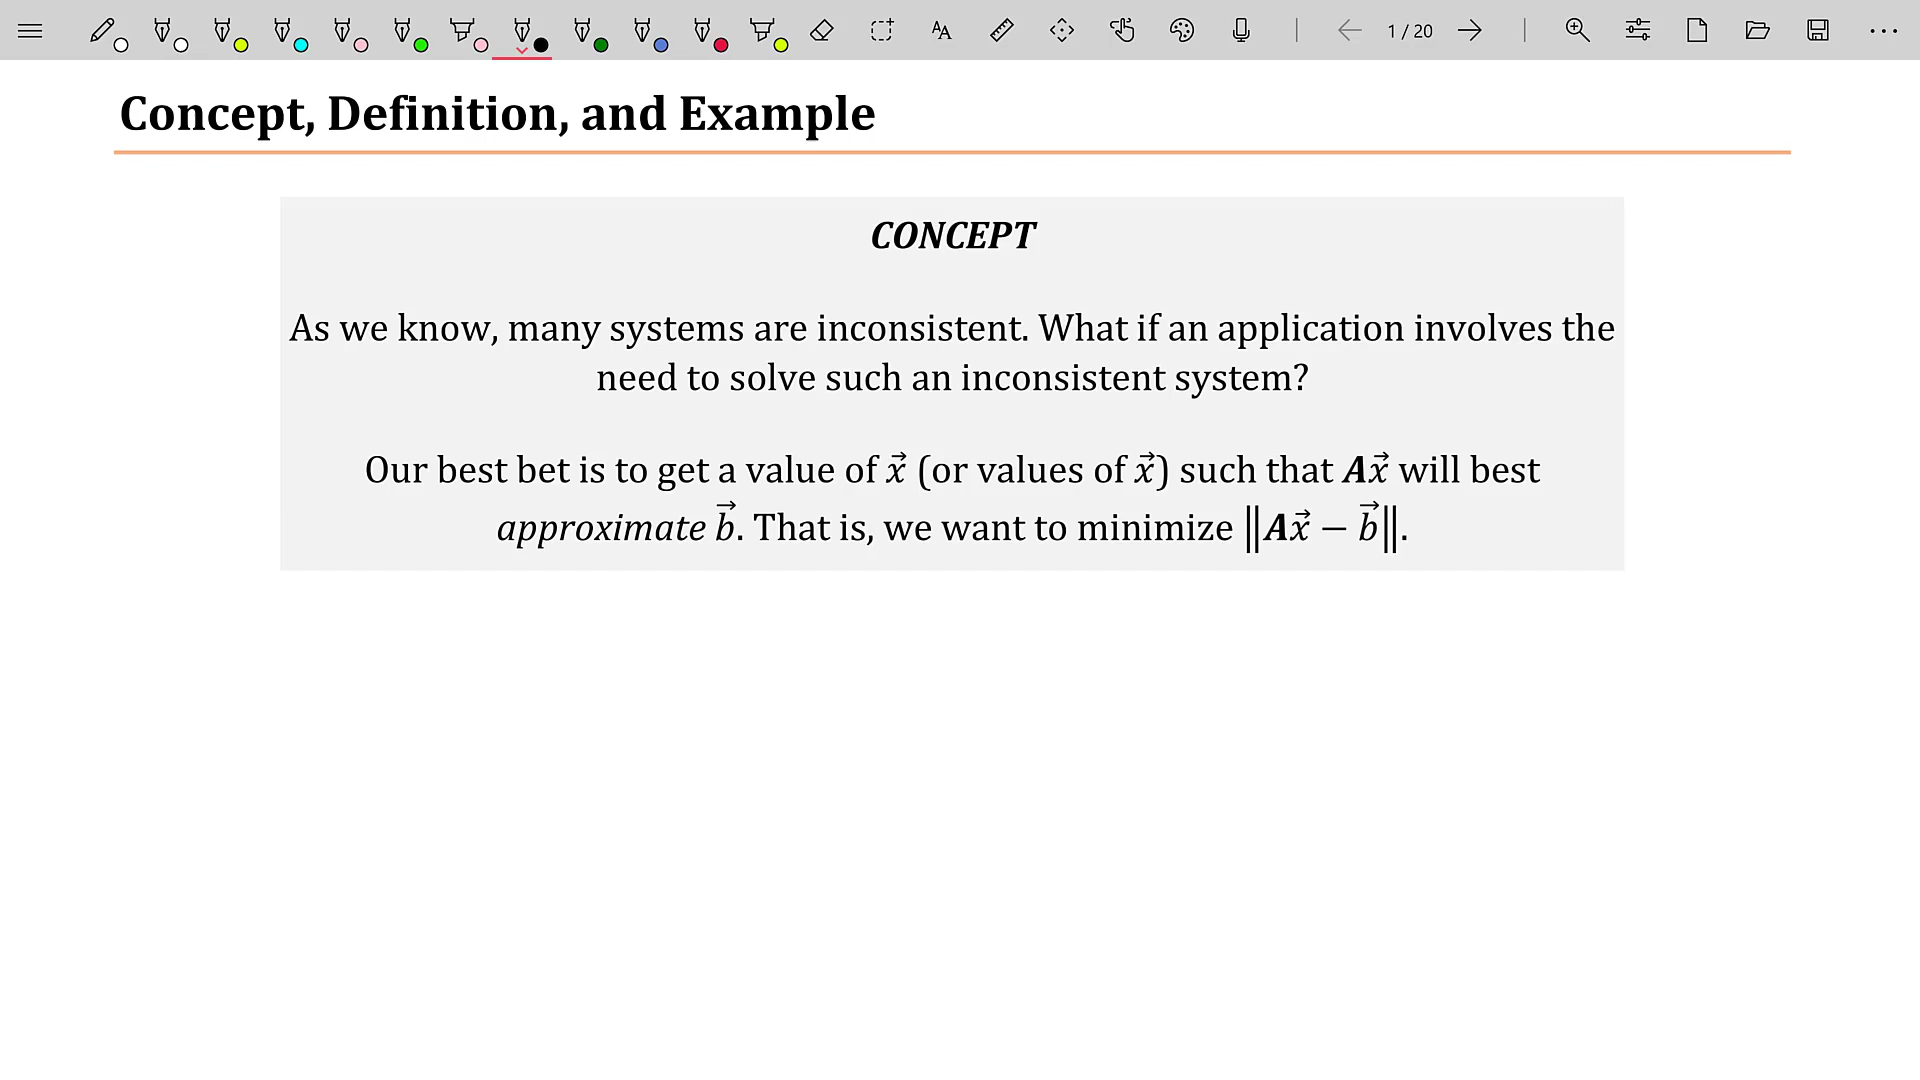 1 / 20
Concept, Definition, and Example
CONCEPT
As we know, many systems are inconsistent. What if an application involves the
need to solve such an inconsistent system?
Our best bet is to get a value of x⃗ (or values of x⃗) such that Ax⃗ will best
approximate b⃗. That is, we want to minimize ‖Ax⃗ − b⃗‖.